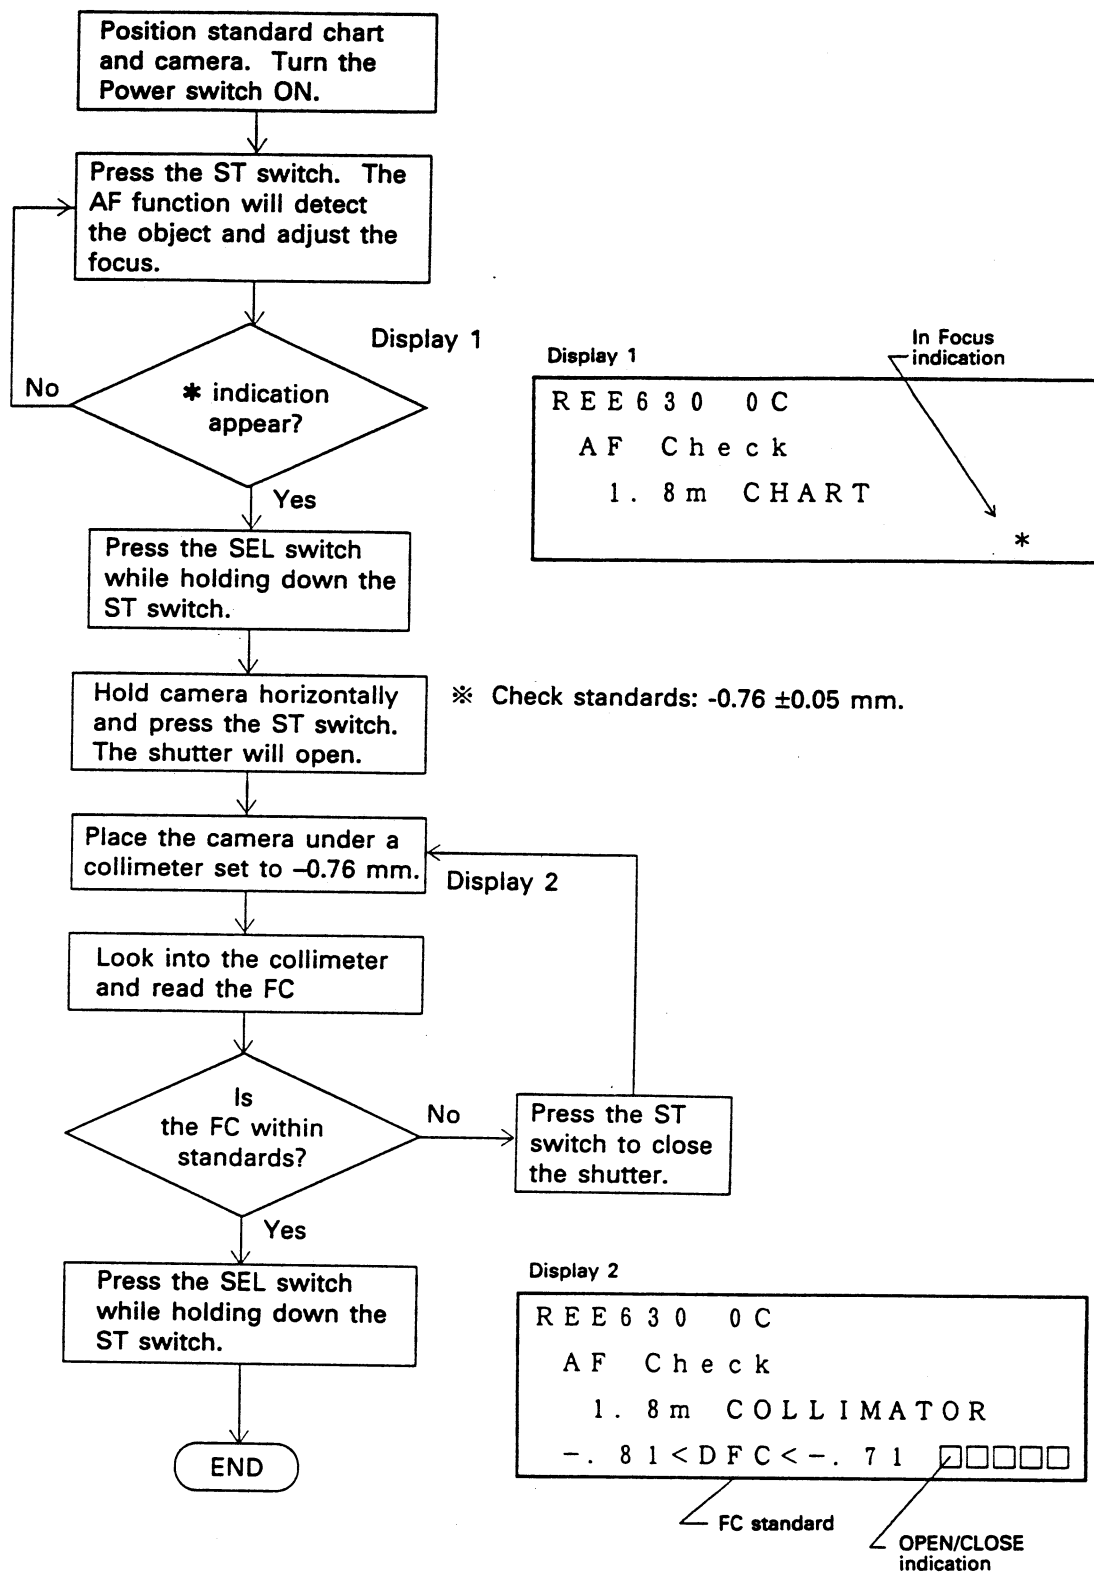 Position standard chart
and camera. Turn the
Power switch ON.
Press the ST switch. The
AF function will detect
the object and adjust the
focus.
Display 1
No
* indication
appear?
Yes
Display 1
In Focus
indication
REE630 0C
AF Check
1. 8m CHART
*
Press the SEL switch
while holding down the
ST switch.
Hold camera horizontally
and press the ST switch.
The shutter will open.
※ Check standards: -0.76 ±0.05 mm.
Place the camera under a
collimeter set to –0.76 mm.
Display 2
Look into the collimeter
and read the FC
Is
the FC within
standards?
No
Press the ST
switch to close
the shutter.
Yes
Press the SEL switch
while holding down the
ST switch.
END
Display 2
REE630 0C
AF Check
1. 8m COLLIMATOR
-. 81<DFC<-. 71 □□□□□
FC standard
OPEN/CLOSE
indication